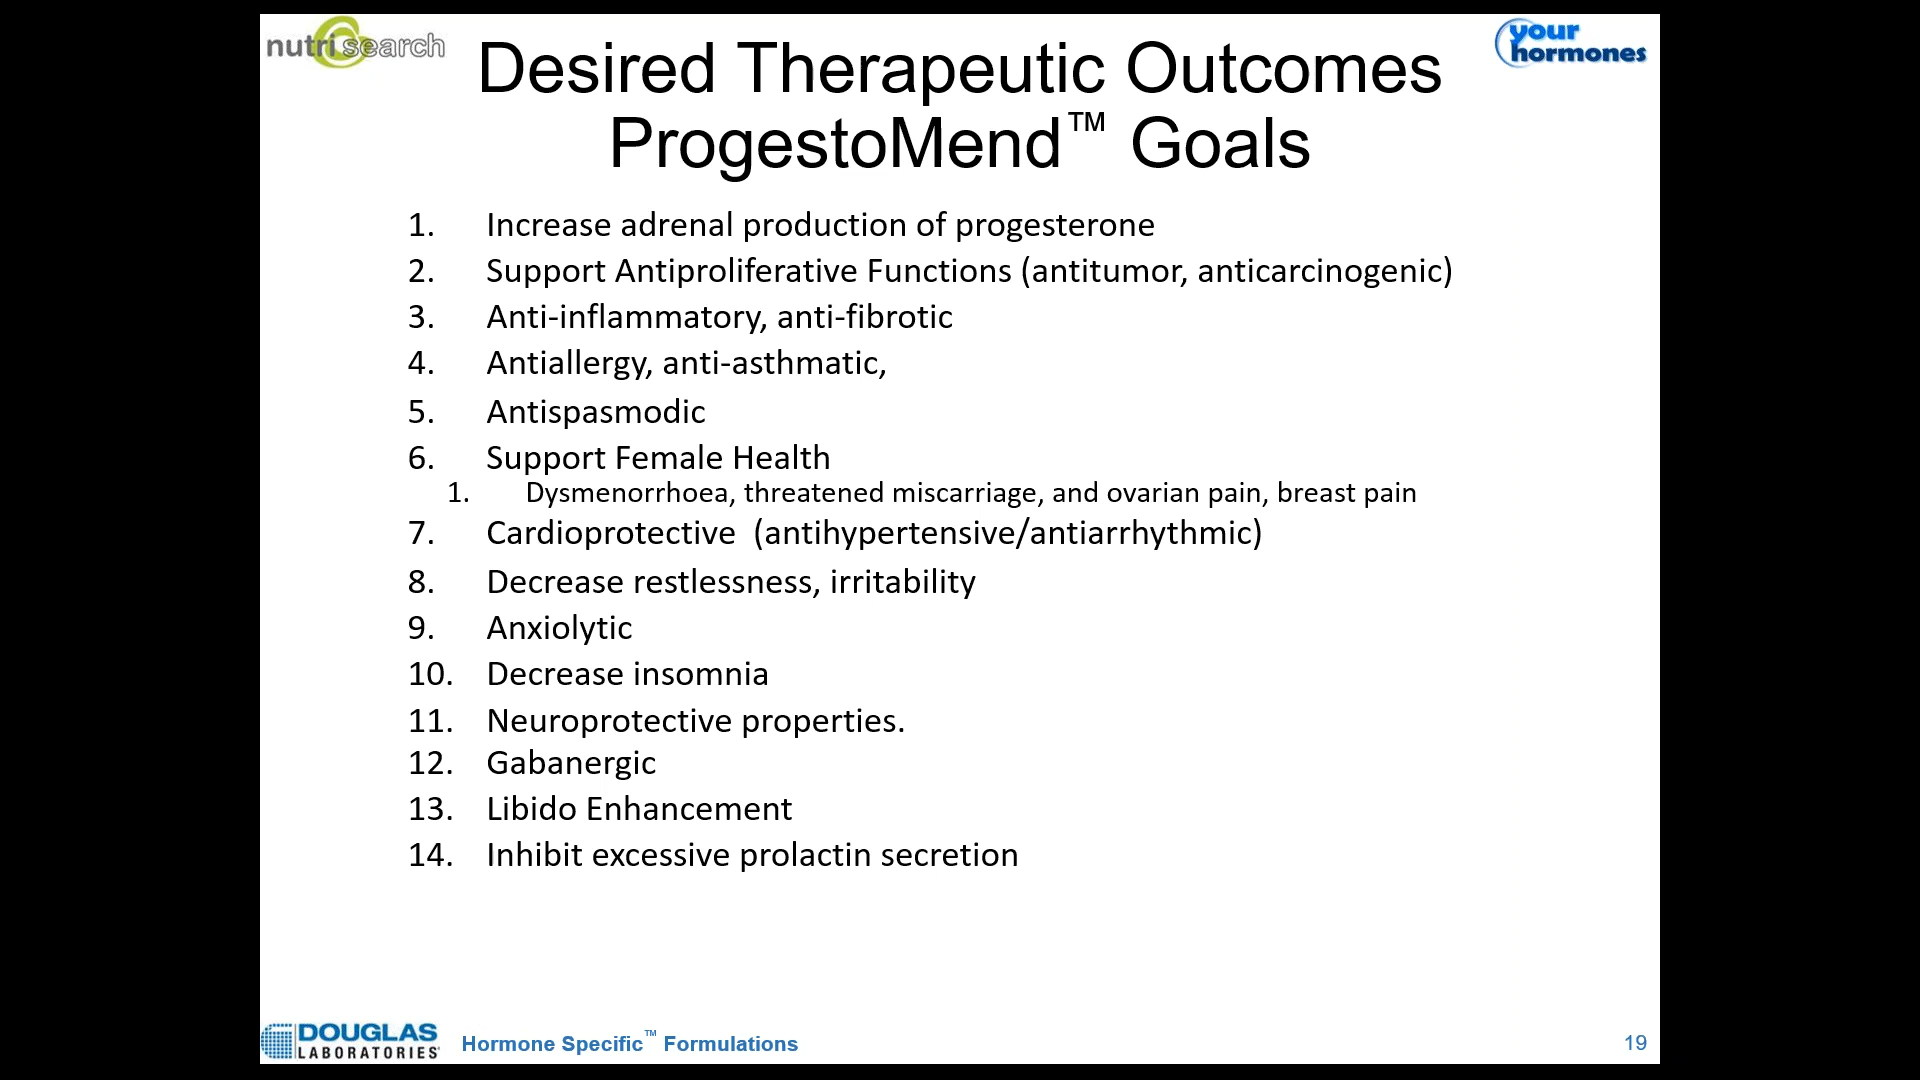 nutrisearch
Desired Therapeutic Outcomes
ProgestoMend™ Goals
your
hormones
1. Increase adrenal production of progesterone
2. Support Antiproliferative Functions (antitumor, anticarcinogenic)
3. Anti-inflammatory, anti-fibrotic
4. Antiallergy, anti-asthmatic,
5. Antispasmodic
6. Support Female Health
1. Dysmenorrhoea, threatened miscarriage, and ovarian pain, breast pain
7. Cardioprotective (antihypertensive/antiarrhythmic)
8. Decrease restlessness, irritability
9. Anxiolytic
10. Decrease insomnia
11. Neuroprotective properties.
12. Gabanergic
13. Libido Enhancement
14. Inhibit excessive prolactin secretion
DOUGLAS
LABORATORIES
Hormone Specific™ Formulations
19